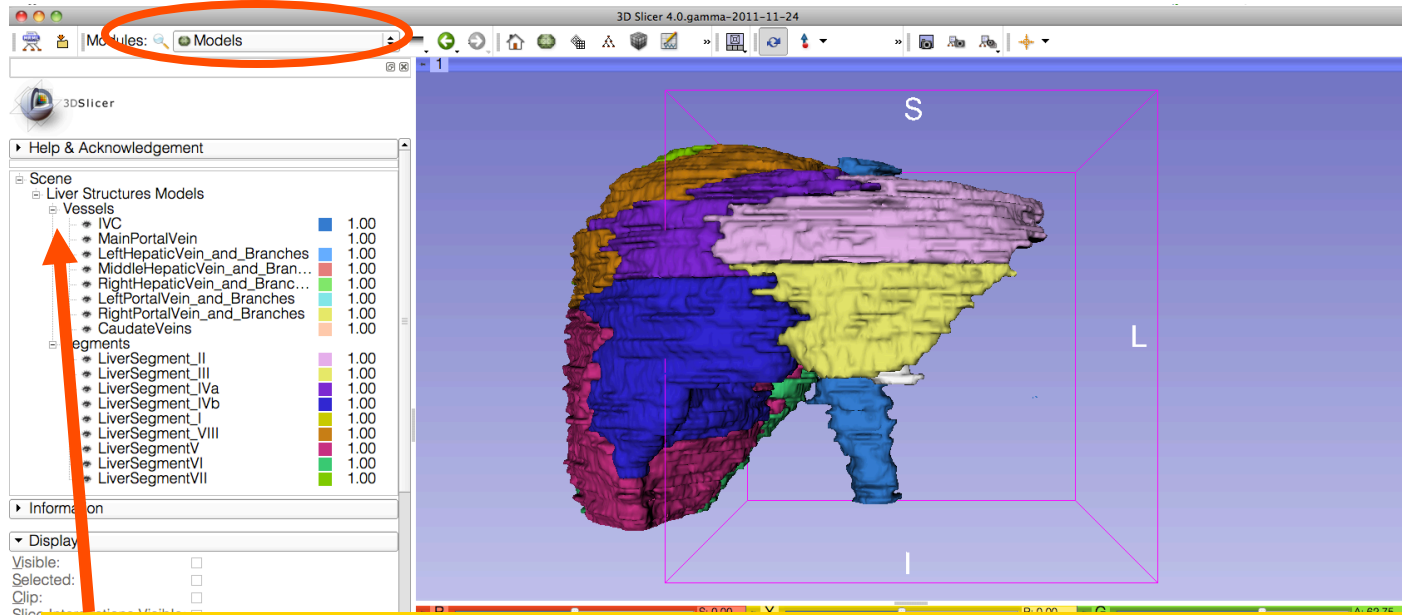 3D Slicer 4.0.gamma-2011-11-24
Modules: Models
1
3DSlicer
Help & Acknowledgement
Scene
Liver Structures Models
Vessels
IVC 1.00
MainPortalVein 1.00
LeftHepaticVein_and_Branches 1.00
MiddleHepaticVein_and_Bran... 1.00
RightHepaticVein_and_Branc... 1.00
LeftPortalVein_and_Branches 1.00
RightPortalVein_and_Branches 1.00
CaudateVeins 1.00
Segments
LiverSegment_II 1.00
LiverSegment_III 1.00
LiverSegment_IVa 1.00
LiverSegment_IVb 1.00
LiverSegment_I 1.00
LiverSegment_VIII 1.00
LiverSegmentV 1.00
LiverSegmentVI 1.00
LiverSegmentVII 1.00
Information
Display
Visible:
Selected:
Clip:
S
L
I